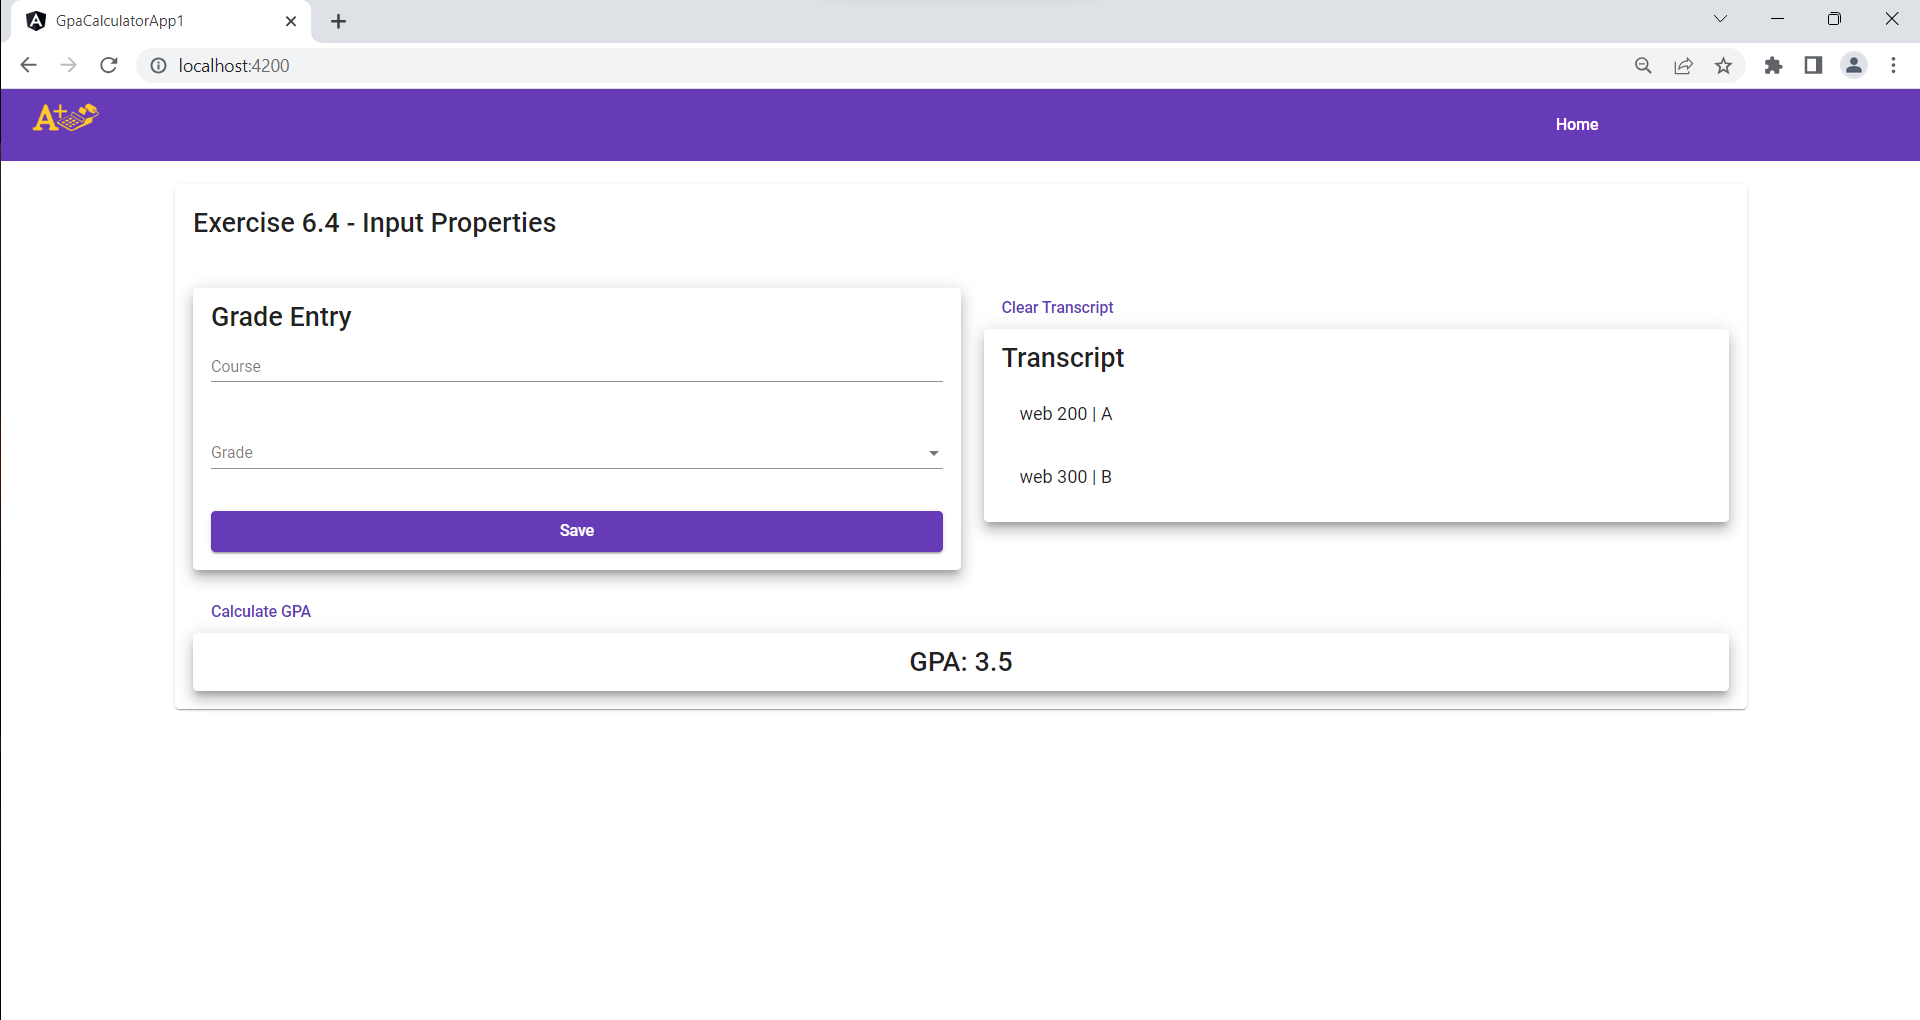 GpaCalculatorApp1
localhost:4200
A+
Home
Exercise 6.4 - Input Properties
Grade Entry
Course
Grade
Save
Clear Transcript
Transcript
web 200 | A
web 300 | B
Calculate GPA
GPA: 3.5